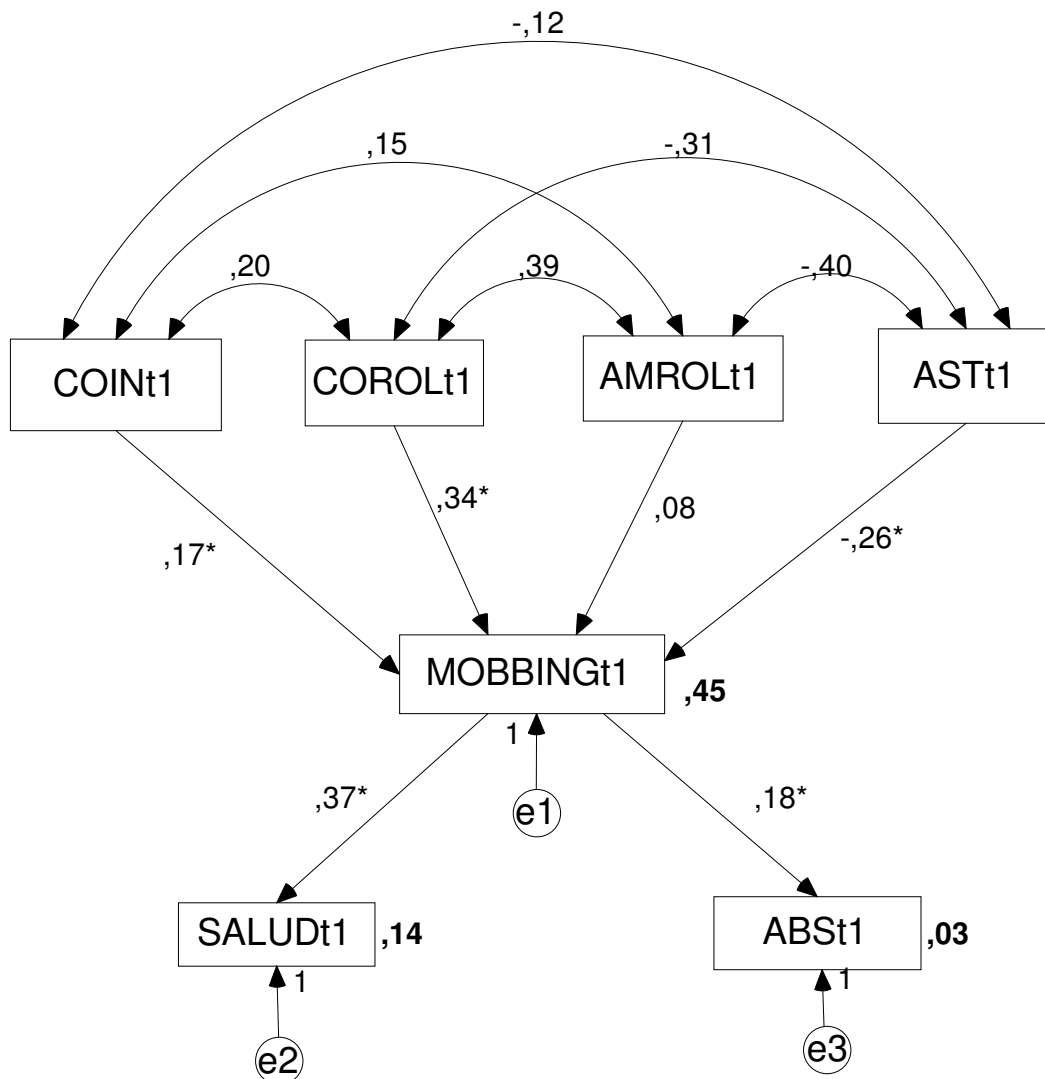 -,12
,15
-,31
,20
,39
-,40
COINt1
COROLt1
AMROLt1
ASTt1
,17*
,34*
,08
-,26*
MOBBINGt1
,45
1
e1
,37*
,18*
SALUDt1
,14
ABSt1
,03
1
1
e2
e3